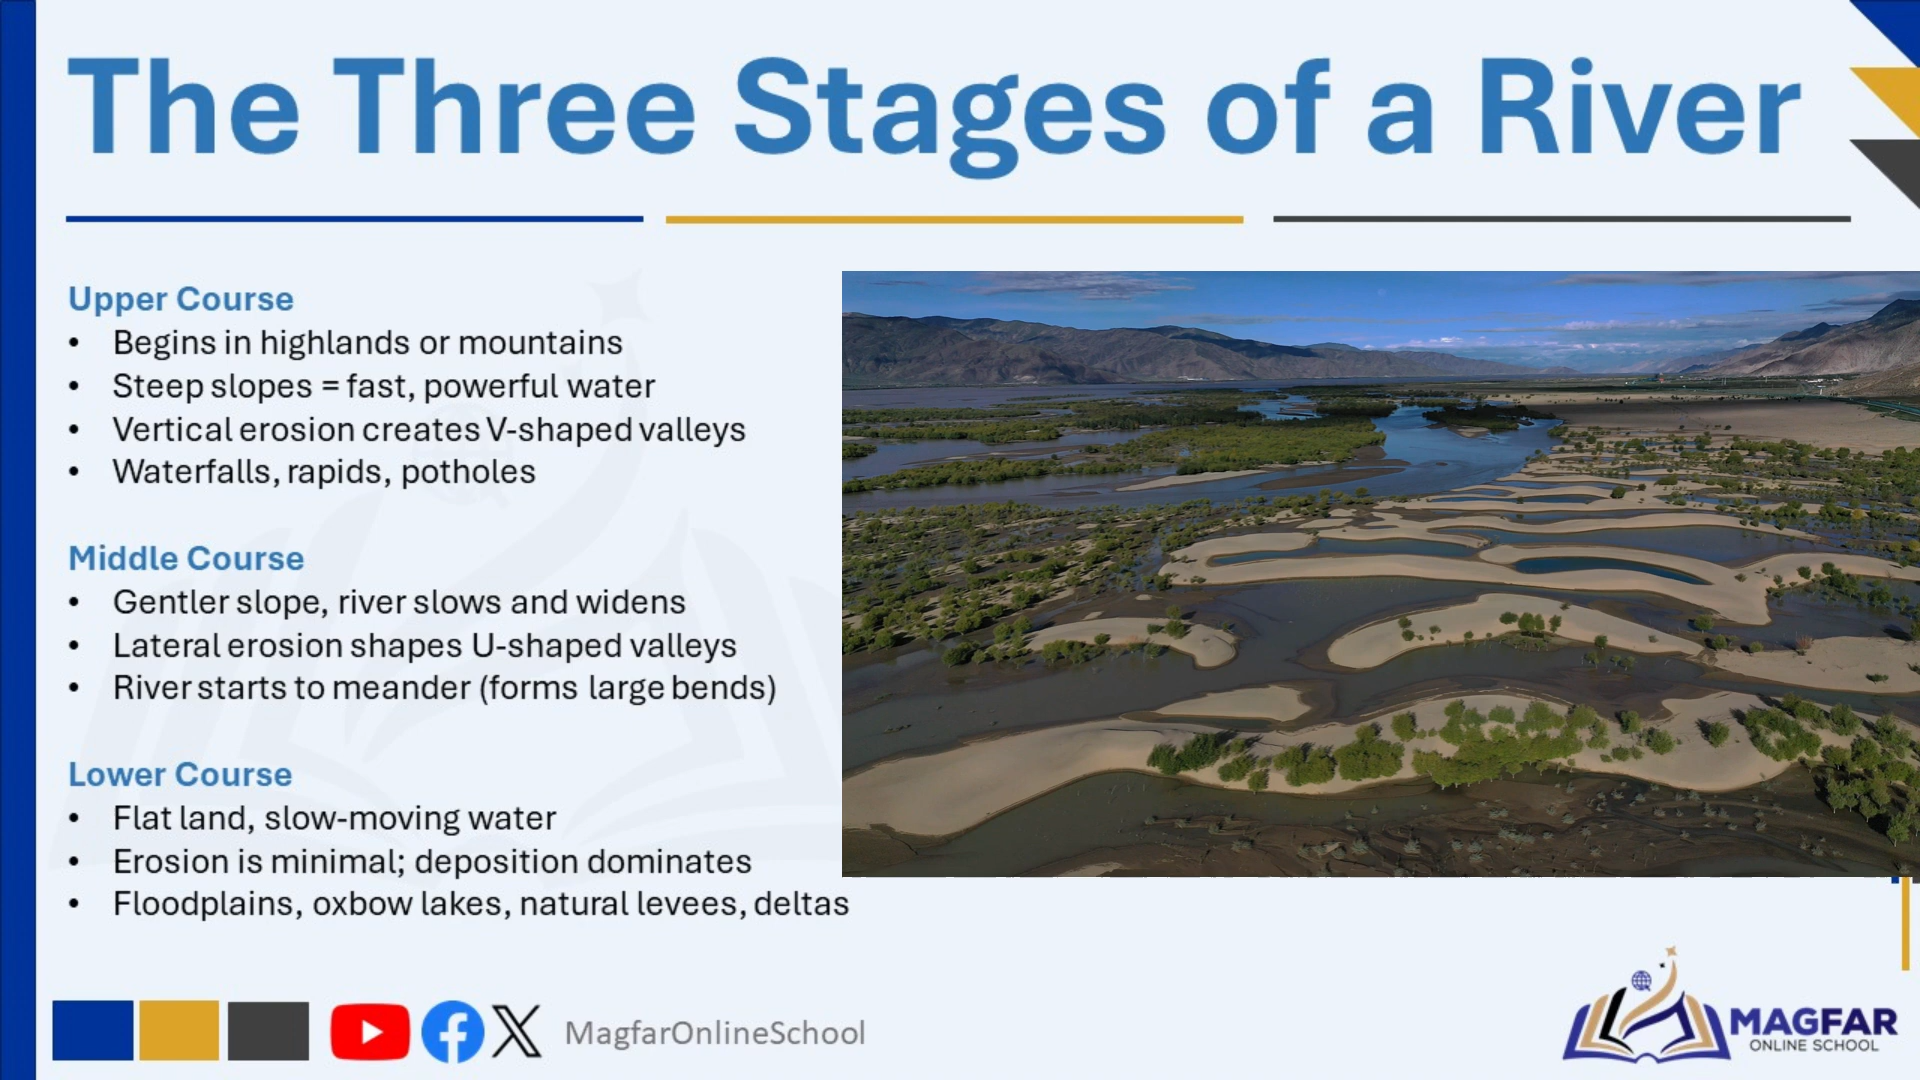 The Three Stages of a River
Upper Course
• Begins in highlands or mountains
• Steep slopes = fast, powerful water
• Vertical erosion creates V-shaped valleys
• Waterfalls, rapids, potholes
Middle Course
• Gentler slope, river slows and widens
• Lateral erosion shapes U-shaped valleys
• River starts to meander (forms large bends)
Lower Course
• Flat land, slow-moving water
• Erosion is minimal; deposition dominates
• Floodplains, oxbow lakes, natural levees, deltas
MagfarOnlineSchool
MAGFAR
ONLINE SCHOOL